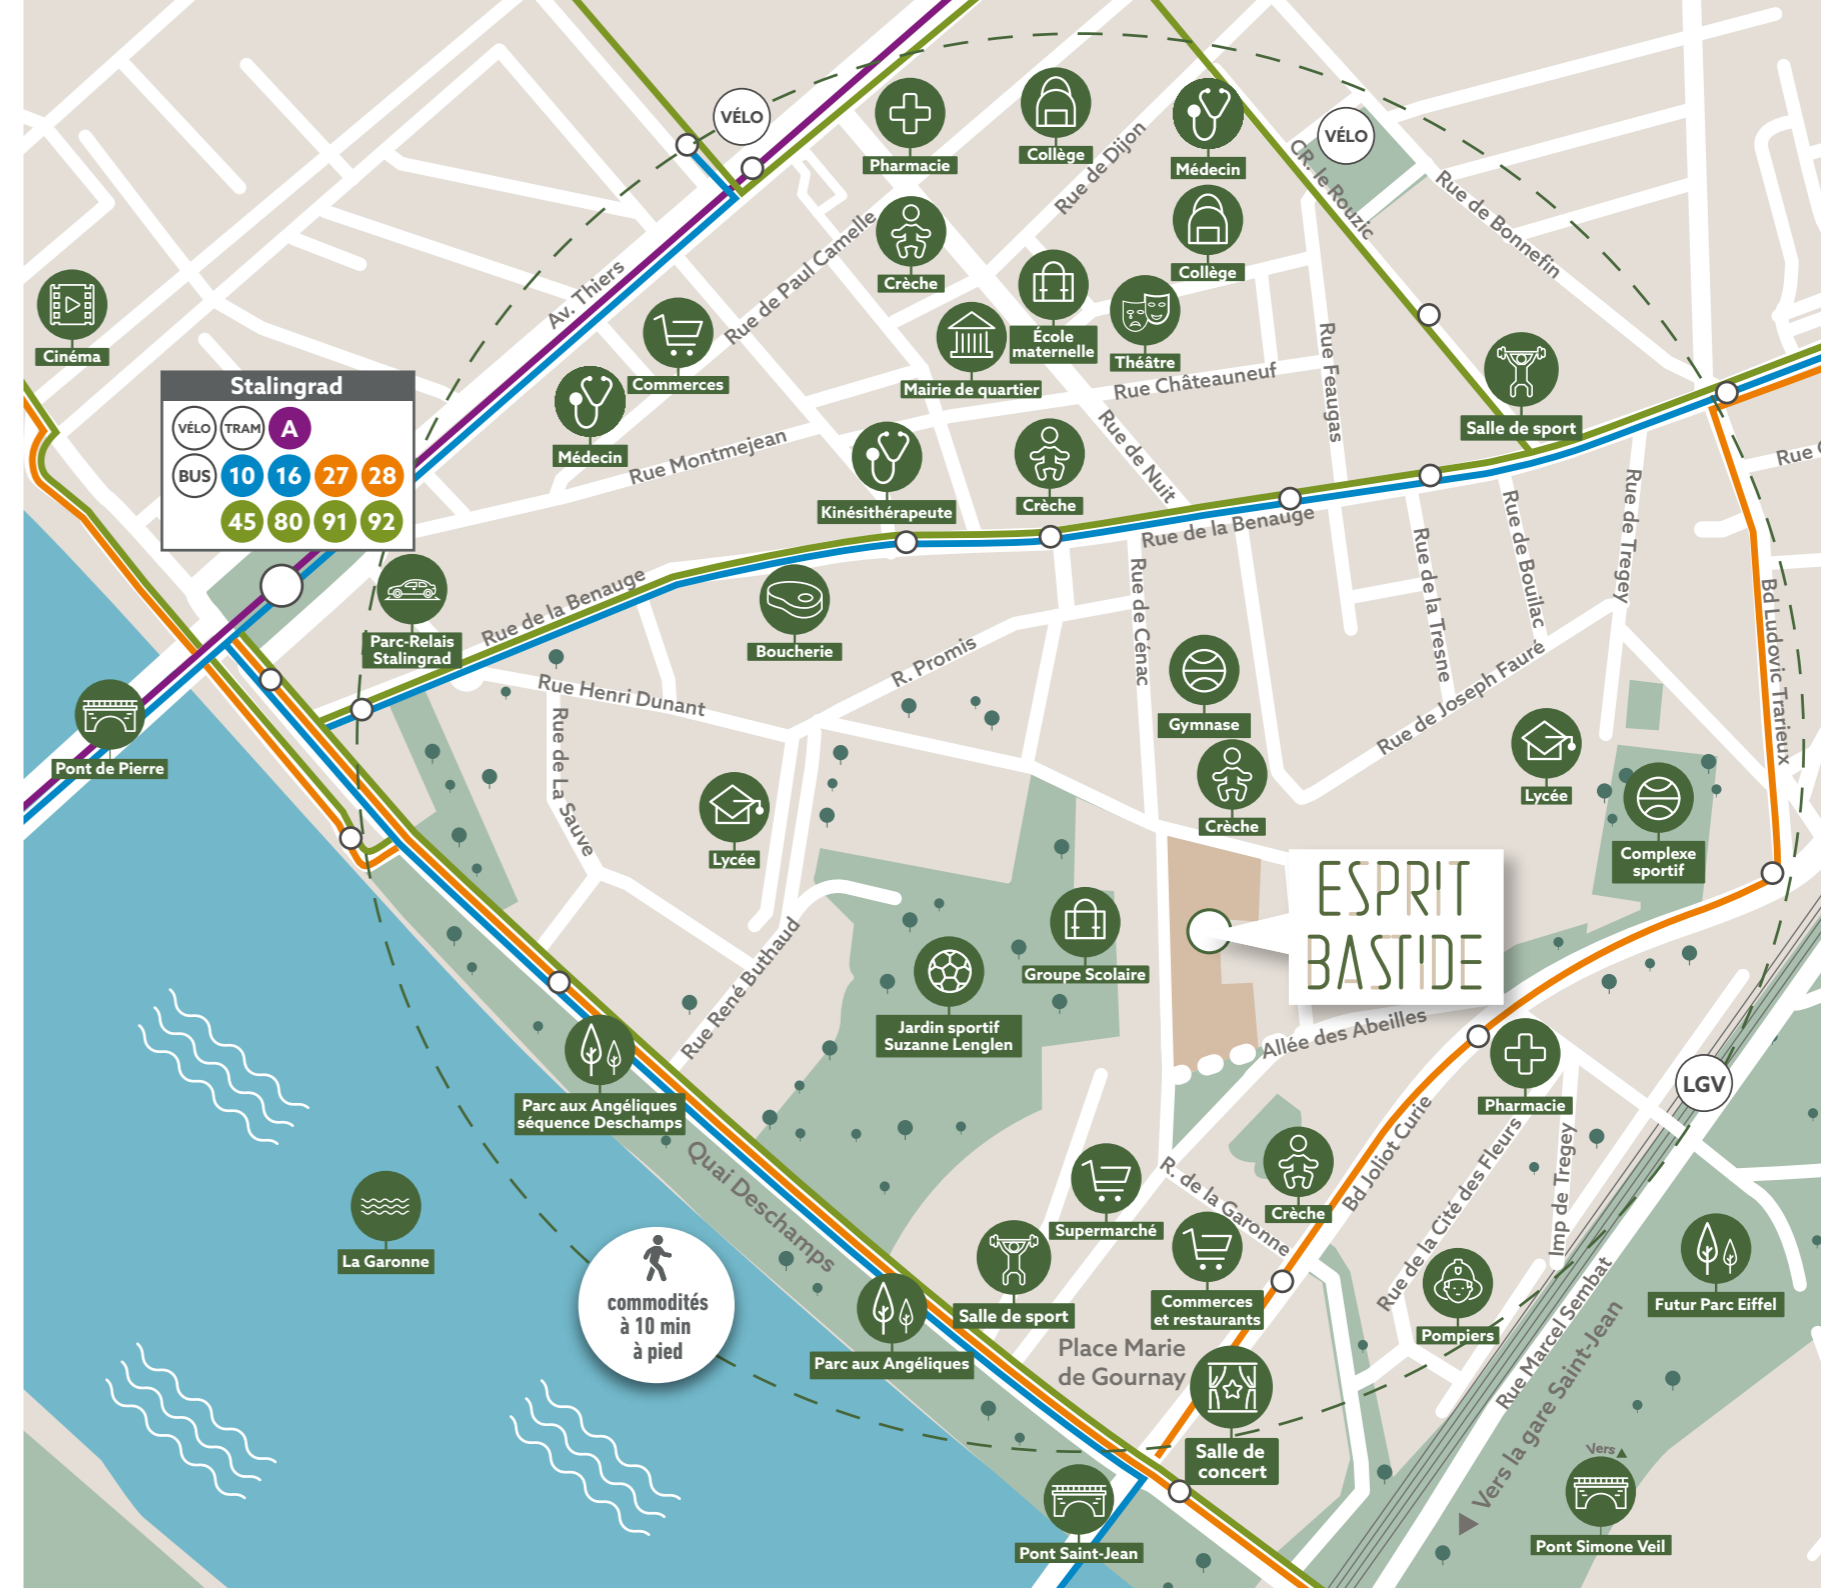 VÉLO
Pharmacie
Collège
Médecin
VÉLO
CR. le Rouzic
Rue de Dijon
Rue de Bonnefin
Rue de Paul Camelle
Crèche
Collège
Av. Thiers
Cinéma
Commerces
École
maternelle
Théâtre
Mairie de quartier
Rue Châteauneuf
Rue Feaugas
Salle de sport
Stalingrad
VÉLO
TRAM
A
BUS
10
16
27
28
45
80
91
92
Médecin
Rue Montmejean
Kinésithérapeute
Crèche
Rue de Nuit
Rue de la Benauge
Rue de la Tresne
Rue de Bouilac
Rue de Tregey
Bd Ludovic Trarieux
Parc-Relais
Stalingrad
Rue de la Benauge
Boucherie
R. Promis
Rue de Cénac
Rue Henri Dunant
Rue de La Sauve
Gymnase
Rue de Joseph Fauré
Lycée
Pont de Pierre
Lycée
Crèche
Complexe
sportif
ESPRIT
BASTIDE
Groupe Scolaire
Jardin sportif
Suzanne Lenglen
Rue René Buthaud
Allée des Abeilles
Parc aux Angéliques
séquence Deschamps
Pharmacie
LGV
Quai Deschamps
Bd Joliot Curie
Rue de la Cité des Fleurs
Imp de Tregey
R. de la Garonne
Crèche
Supermarché
La Garonne
commodités
à 10 min
à pied
Salle de sport
Commerces
et restaurants
Pompiers
Futur Parc Eiffel
Parc aux Angéliques
Place Marie
de Gournay
Rue Marcel Sembat
Vers la gare Saint-Jean
Salle de
concert
Vers
Pont Saint-Jean
Pont Simone Veil